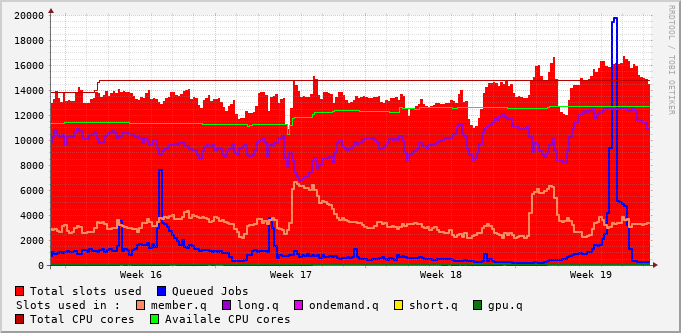 20000
18000
16000
14000
12000
10000
8000
6000
4000
2000
0
Week 16 Week 17 Week 18 Week 19
RRDTOOL / TOBI OETIKER
Total slots used Queued Jobs
Slots used in : member.q long.q ondemand.q short.q gpu.q
Total CPU cores Availale CPU cores